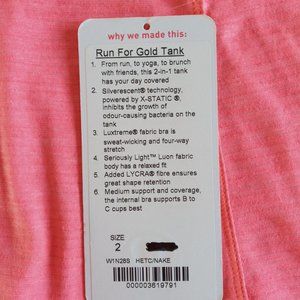 why we made this:
Run For Gold Tank
1. From run, to yoga, to brunch
with friends, this 2-in-1 tank
has your day covered
2. Silverescent® technology,
powered by X-STATIC ®,
inhibits the growth of
odour-causing bacteria on the
tank
3. Luxtreme® fabric bra is
sweat-wicking and four-way
stretch
4. Seriously Light™ Luon fabric
body has a relaxed fit
5. Added LYCRA® fibre ensures
great shape retention
6. Medium support and coverage,
the internal bra supports B to
C cups best
SIZE
2
W1N28S HETC/NAKE
000003619791